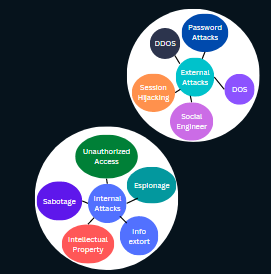 Password
Attacks
DDOS
External
Attacks
Session
Hijacking
DOS
Social
Engineer
Unauthorized
Access
Espionage
Sabotage
Internal
Attacks
Info
extort
Intellectual
Property